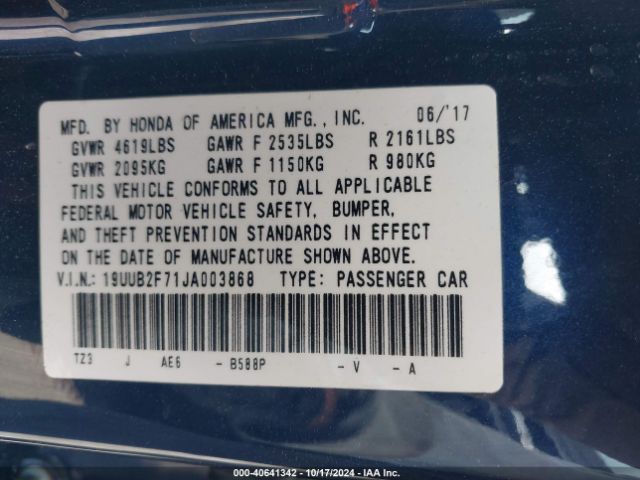 MFD. BY HONDA OF AMERICA MFG., INC. 06/'17
GVWR 4619LBS GAWR F 2535LBS R 2161LBS
GVWR 2095KG GAWR F 1150KG R 980KG
THIS VEHICLE CONFORMS TO ALL APPLICABLE
FEDERAL MOTOR VEHICLE SAFETY, BUMPER,
AND THEFT PREVENTION STANDARDS IN EFFECT
ON THE DATE OF MANUFACTURE SHOWN ABOVE.
V.I.N.: 19UUB2F71JA003868 TYPE: PASSENGER CAR
TZ3 J AE6 - B588P - V - A
000-40641342 | 10/17/2024 - IAA Inc.